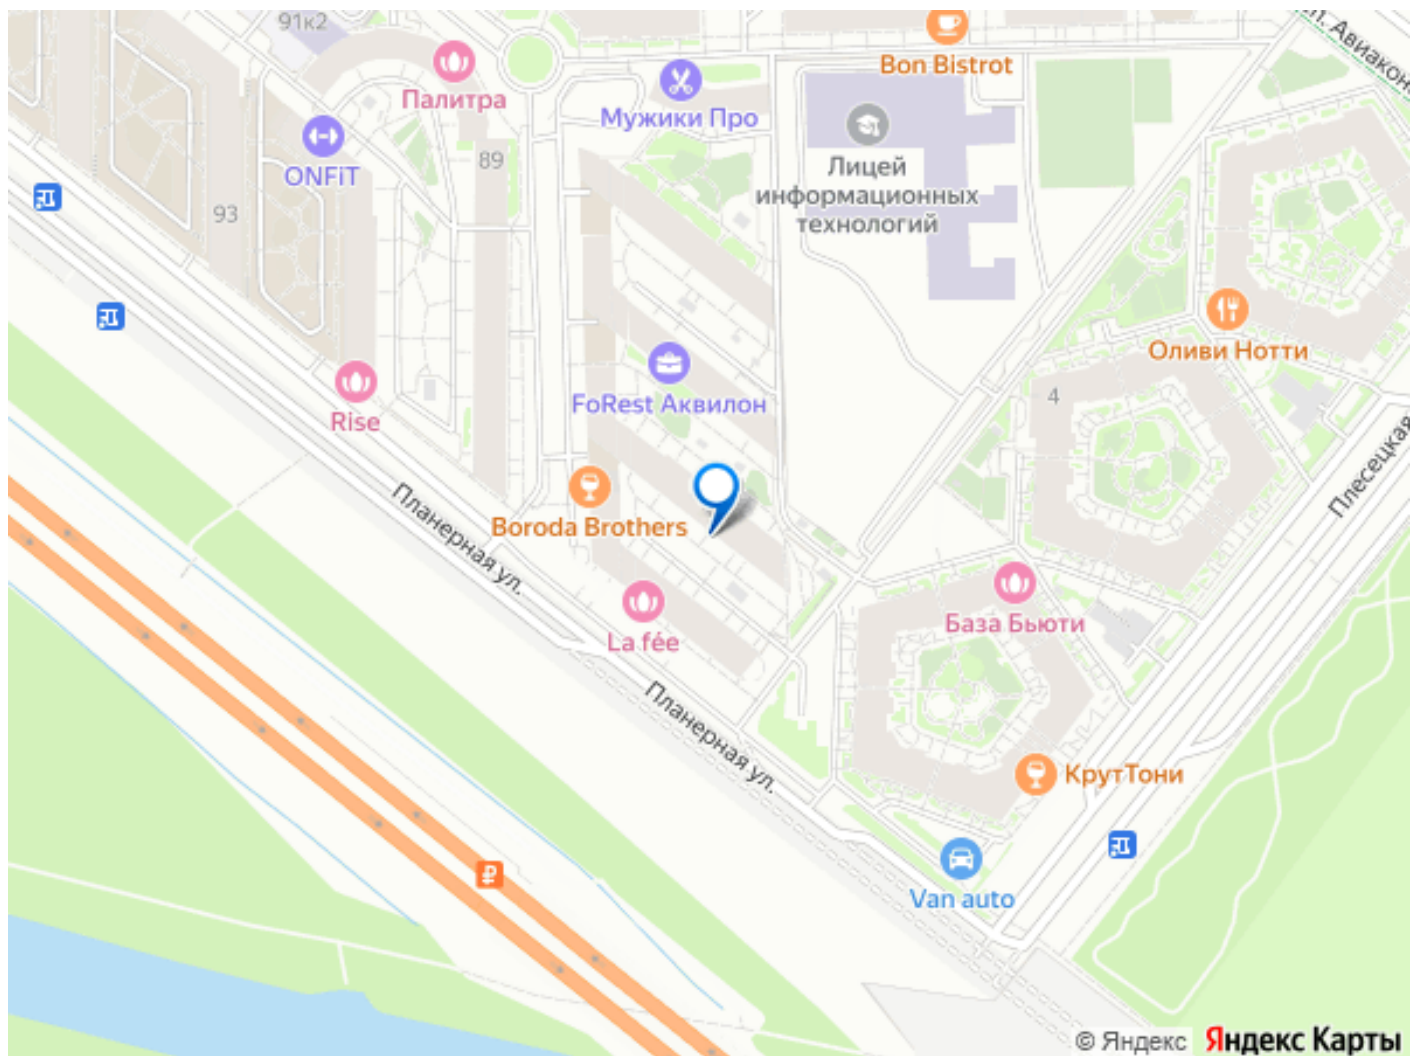 91к2
л. Авиакон
Bon Bistrot
Палитра
Мужики Про
ONFiT
89
Лицей
информационных
технологий
93
Оливи Нотти
4
FoRest Аквилон
Rise
Плесецкая
Планерная ул.
Boroda Brothers
База Бьюти
La fée
Планерная ул.
КрутТони
Van auto
© Яндекс Яндекс Карты